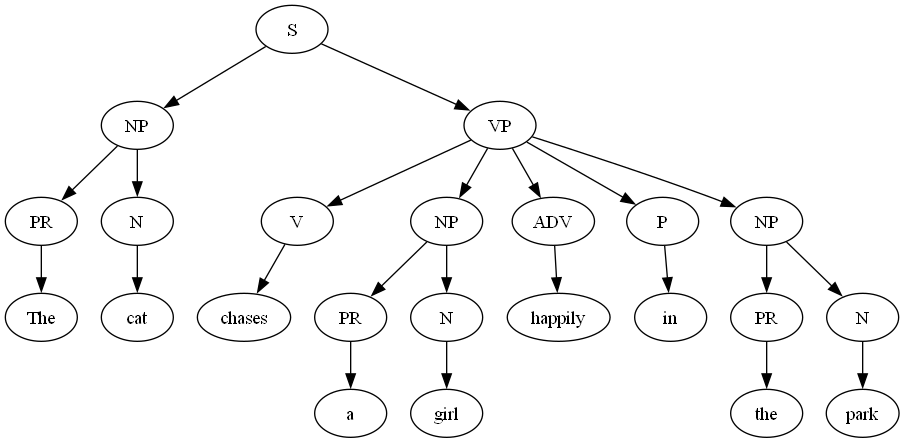 S
NP VP
PR N V NP ADV P NP
The cat chases PR N happily in PR N
a girl the park